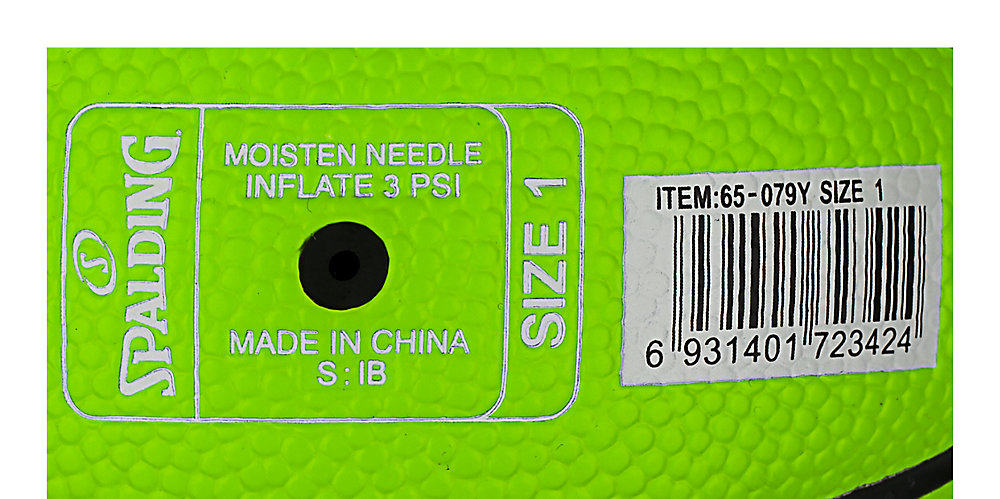 SPALDING
MOISTEN NEEDLE
INFLATE 3 PSI
MADE IN CHINA
S:IB
SIZE 1
ITEM:65-079Y SIZE 1
6 931401 723424